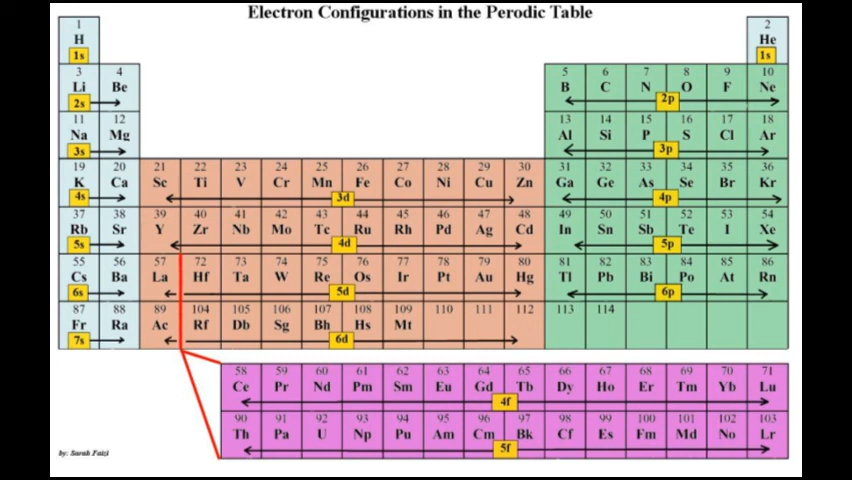 Electron Configurations in the Perodic Table
1 2
H He
1s 1s
3 4 5 6 7 8 9 10
Li Be B C N O F Ne
2s 2p
11 12 13 14 15 16 17 18
Na Mg Al Si P S Cl Ar
3s 3p
19 20 21 22 23 24 25 26 27 28 29 30 31 32 33 34 35 36
K Ca Sc Ti V Cr Mn Fe Co Ni Cu Zn Ga Ge As Se Br Kr
4s 3d 4p
37 38 39 40 41 42 43 44 45 46 47 48 49 50 51 52 53 54
Rb Sr Y Zr Nb Mo Tc Ru Rh Pd Ag Cd In Sn Sb Te I Xe
5s 4d 5p
55 56 57 72 73 74 75 76 77 78 79 80 81 82 83 84 85 86
Cs Ba La Hf Ta W Re Os Ir Pt Au Hg Tl Pb Bi Po At Rn
6s 5d 6p
87 88 89 104 105 106 107 108 109 110 111 112 113 114
Fr Ra Ac Rf Db Sg Bh Hs Mt
7s 6d
58 59 60 61 62 63 64 65 66 67 68 69 70 71
Ce Pr Nd Pm Sm Eu Gd Tb Dy Ho Er Tm Yb Lu
4f
90 91 92 93 94 95 96 97 98 99 100 101 102 103
Th Pa U Np Pu Am Cm Bk Cf Es Fm Md No Lr
5f
by: Sarah Faizi